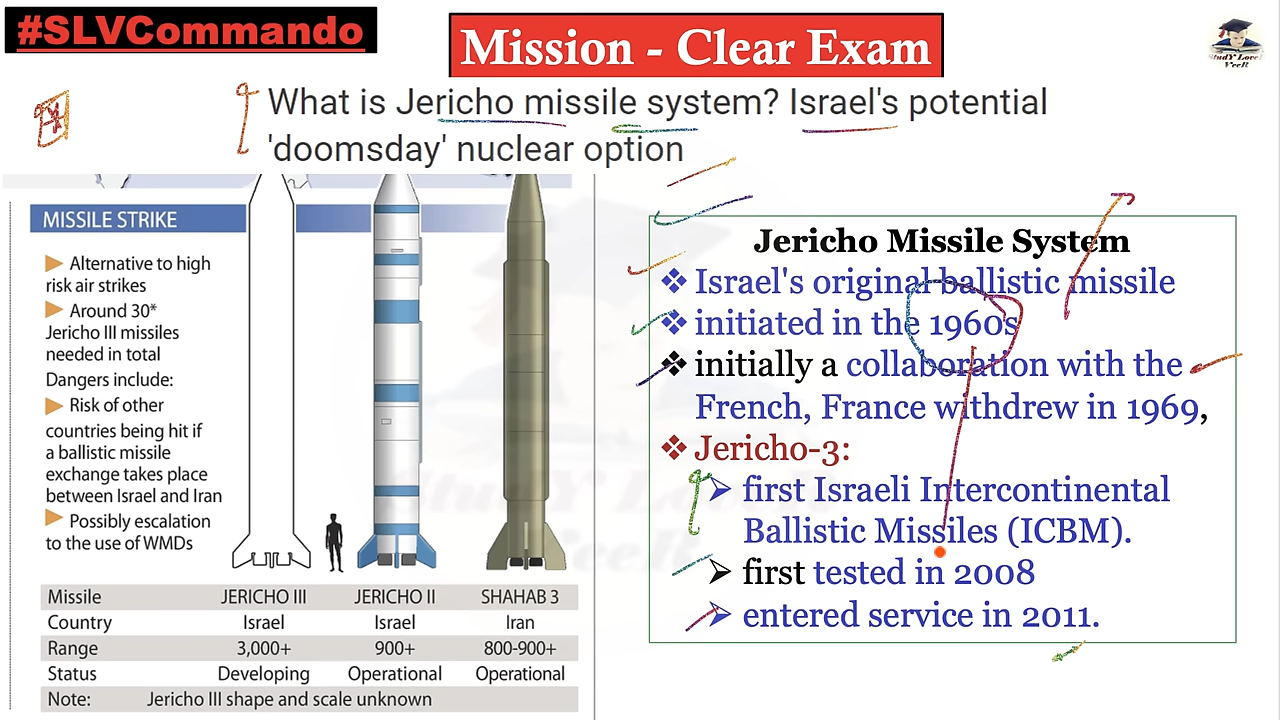 #SLVCommando
Mission - Clear Exam
StudY LoveR
VeeR
What is Jericho missile system? Israel's potential
'doomsday' nuclear option
MISSILE STRIKE
Alternative to high
risk air strikes
Around 30*
Jericho III missiles
needed in total
Dangers include:
Risk of other
countries being hit if
a ballistic missile
exchange takes place
between Israel and Iran
Possibly escalation
to the use of WMDs
Missile JERICHO III JERICHO II SHAHAB 3
Country Israel Israel Iran
Range 3,000+ 900+ 800-900+
Status Developing Operational Operational
Note: Jericho III shape and scale unknown
Jericho Missile System
❖ Israel's original ballistic missile
❖ initiated in the 1960s
❖ initially a collaboration with the
French, France withdrew in 1969,
❖ Jericho-3:
➢ first Israeli Intercontinental
Ballistic Missiles (ICBM).
➢ first tested in 2008
➢ entered service in 2011.
StudY LoveR
VeeR